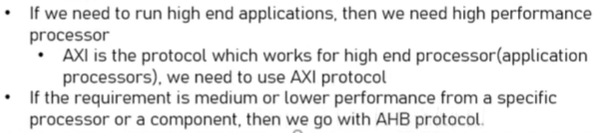 • If we need to run high end applications, then we need high performance
processor
• AXI is the protocol which works for high end processor(application
processors), we need to use AXI protocol
• If the requirement is medium or lower performance from a specific
processor or a component, then we go with AHB protocol.